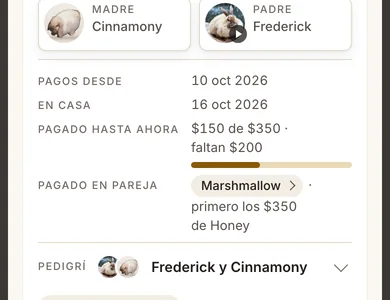 MADRE
Cinnamony
PADRE
Frederick
PAGOS DESDE 10 oct 2026
EN CASA 16 oct 2026
PAGADO HASTA AHORA $150 de $350 ·
faltan $200
PAGADO EN PAREJA Marshmallow ·
primero los $350
de Honey
PEDIGRÍ Frederick y Cinnamony